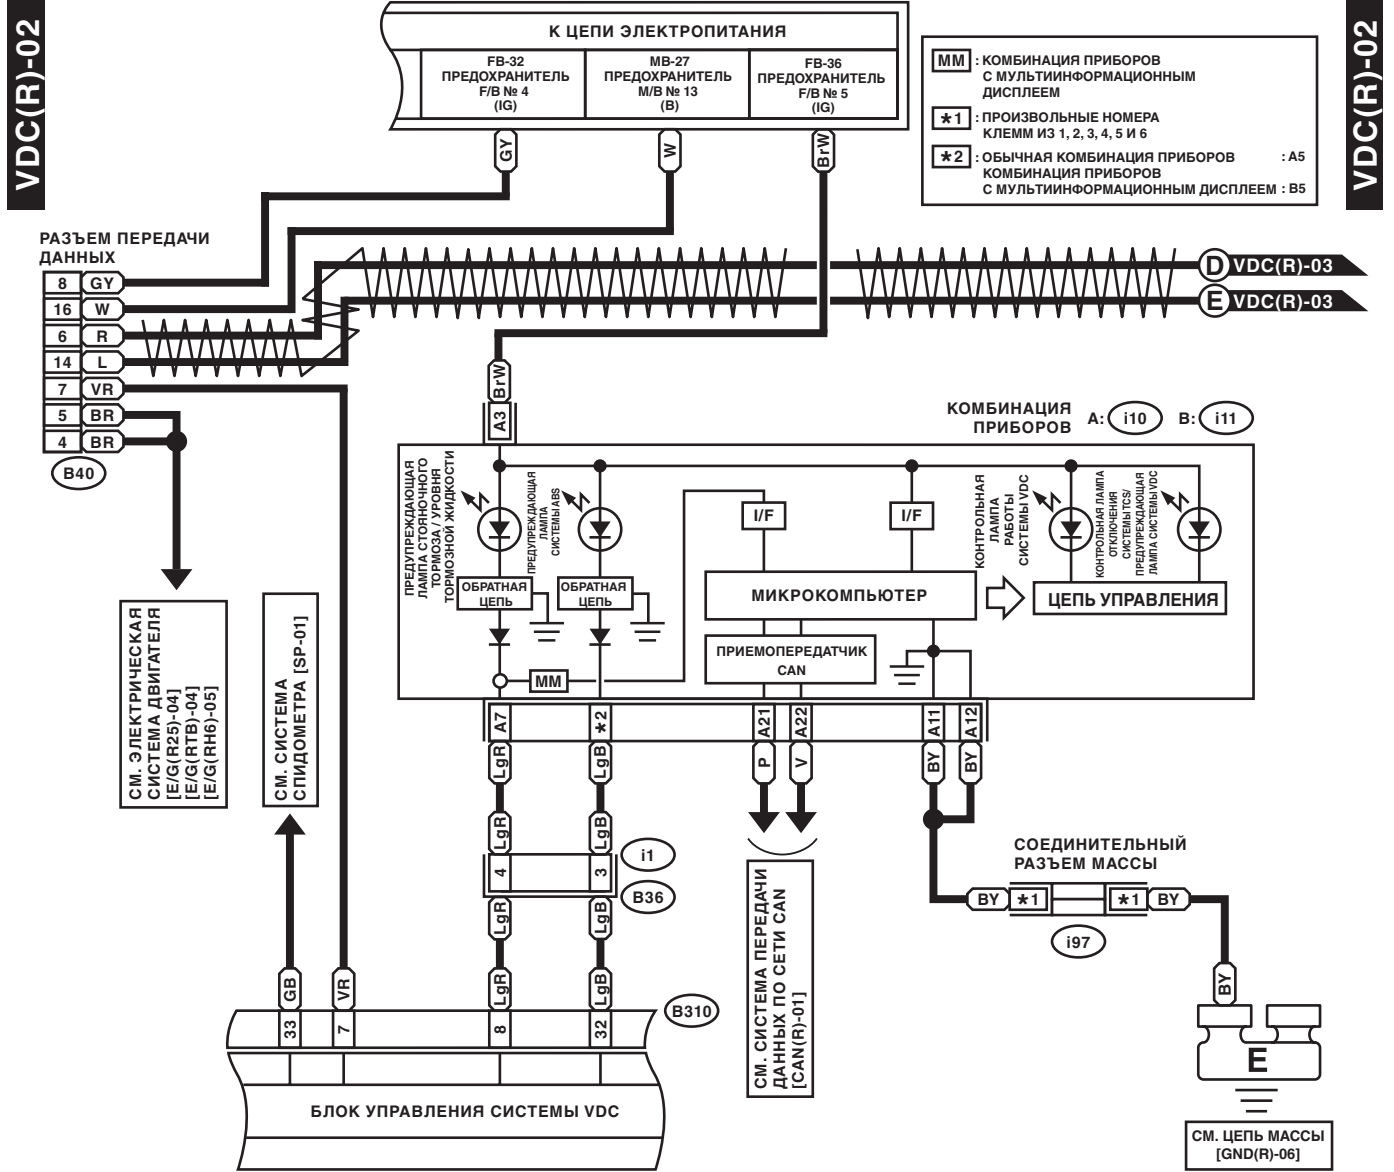 VDC(R)-02
VDC(R)-02
К ЦЕПИ ЭЛЕКТРОПИТАНИЯ
FB-32
ПРЕДОХРАНИТЕЛЬ
F/B № 4
(IG)
MB-27
ПРЕДОХРАНИТЕЛЬ
M/B № 13
(B)
FB-36
ПРЕДОХРАНИТЕЛЬ
F/B № 5
(IG)
GY
W
BrW
MM : КОМБИНАЦИЯ ПРИБОРОВ
С МУЛЬТИИНФОРМАЦИОННЫМ
ДИСПЛЕЕМ
*1 : ПРОИЗВОЛЬНЫЕ НОМЕРА
КЛЕММ ИЗ 1, 2, 3, 4, 5 И 6
*2 : ОБЫЧНАЯ КОМБИНАЦИЯ ПРИБОРОВ : A5
КОМБИНАЦИЯ ПРИБОРОВ
С МУЛЬТИИНФОРМАЦИОННЫМ ДИСПЛЕЕМ : B5
РАЗЪЕМ ПЕРЕДАЧИ
ДАННЫХ
8 GY
16 W
6 R
14 L
7 VR
5 BR
4 BR
B40
D VDC(R)-03
E VDC(R)-03
BrW
A3
КОМБИНАЦИЯ
ПРИБОРОВ
A: i10 B: i11
ПРЕДУПРЕЖДАЮЩАЯ
ЛАМПА СТОЯНОЧНОГО
ТОРМОЗА / УРОВНЯ
ТОРМОЗНОЙ ЖИДКОСТИ
ПРЕДУПРЕЖДАЮЩАЯ
ЛАМПА
СИСТЕМЫ ABS
I/F
I/F
КОНТРОЛЬНАЯ
ЛАМПА
РАБОТЫ
СИСТЕМЫ VDC
КОНТРОЛЬНАЯ ЛАМПА
ОТКЛЮЧЕНИЯ
СИСТЕМЫ TCS/
ПРЕДУПРЕЖДАЮЩАЯ
ЛАМПА СИСТЕМЫ VDC
ОБРАТНАЯ
ЦЕПЬ
ОБРАТНАЯ
ЦЕПЬ
МИКРОКОМПЬЮТЕР
ЦЕПЬ УПРАВЛЕНИЯ
ПРИЕМОПЕРЕДАТЧИК
CAN
MM
A7
*2
A21
A22
A11
A12
LgR
LgB
P
V
BY
BY
СМ. ЭЛЕКТРИЧЕСКАЯ
СИСТЕМА ДВИГАТЕЛЯ
[E/G(R25)-04]
[E/G(RTB)-04]
[E/G(RH6)-05]
СМ. СИСТЕМА
СПИДОМЕТРА [SP-01]
LgR
LgB
4
3
i1
B36
LgR
LgB
СМ. СИСТЕМА ПЕРЕДАЧИ
ДАННЫХ ПО СЕТИ CAN
[CAN(R)-01]
СОЕДИНИТЕЛЬНЫЙ
РАЗЪЕМ МАССЫ
BY *1 *1 BY
i97
BY
GB
VR
LgR
LgB
B310
33
7
8
32
БЛОК УПРАВЛЕНИЯ СИСТЕМЫ VDC
E
СМ. ЦЕПЬ МАССЫ
[GND(R)-06]